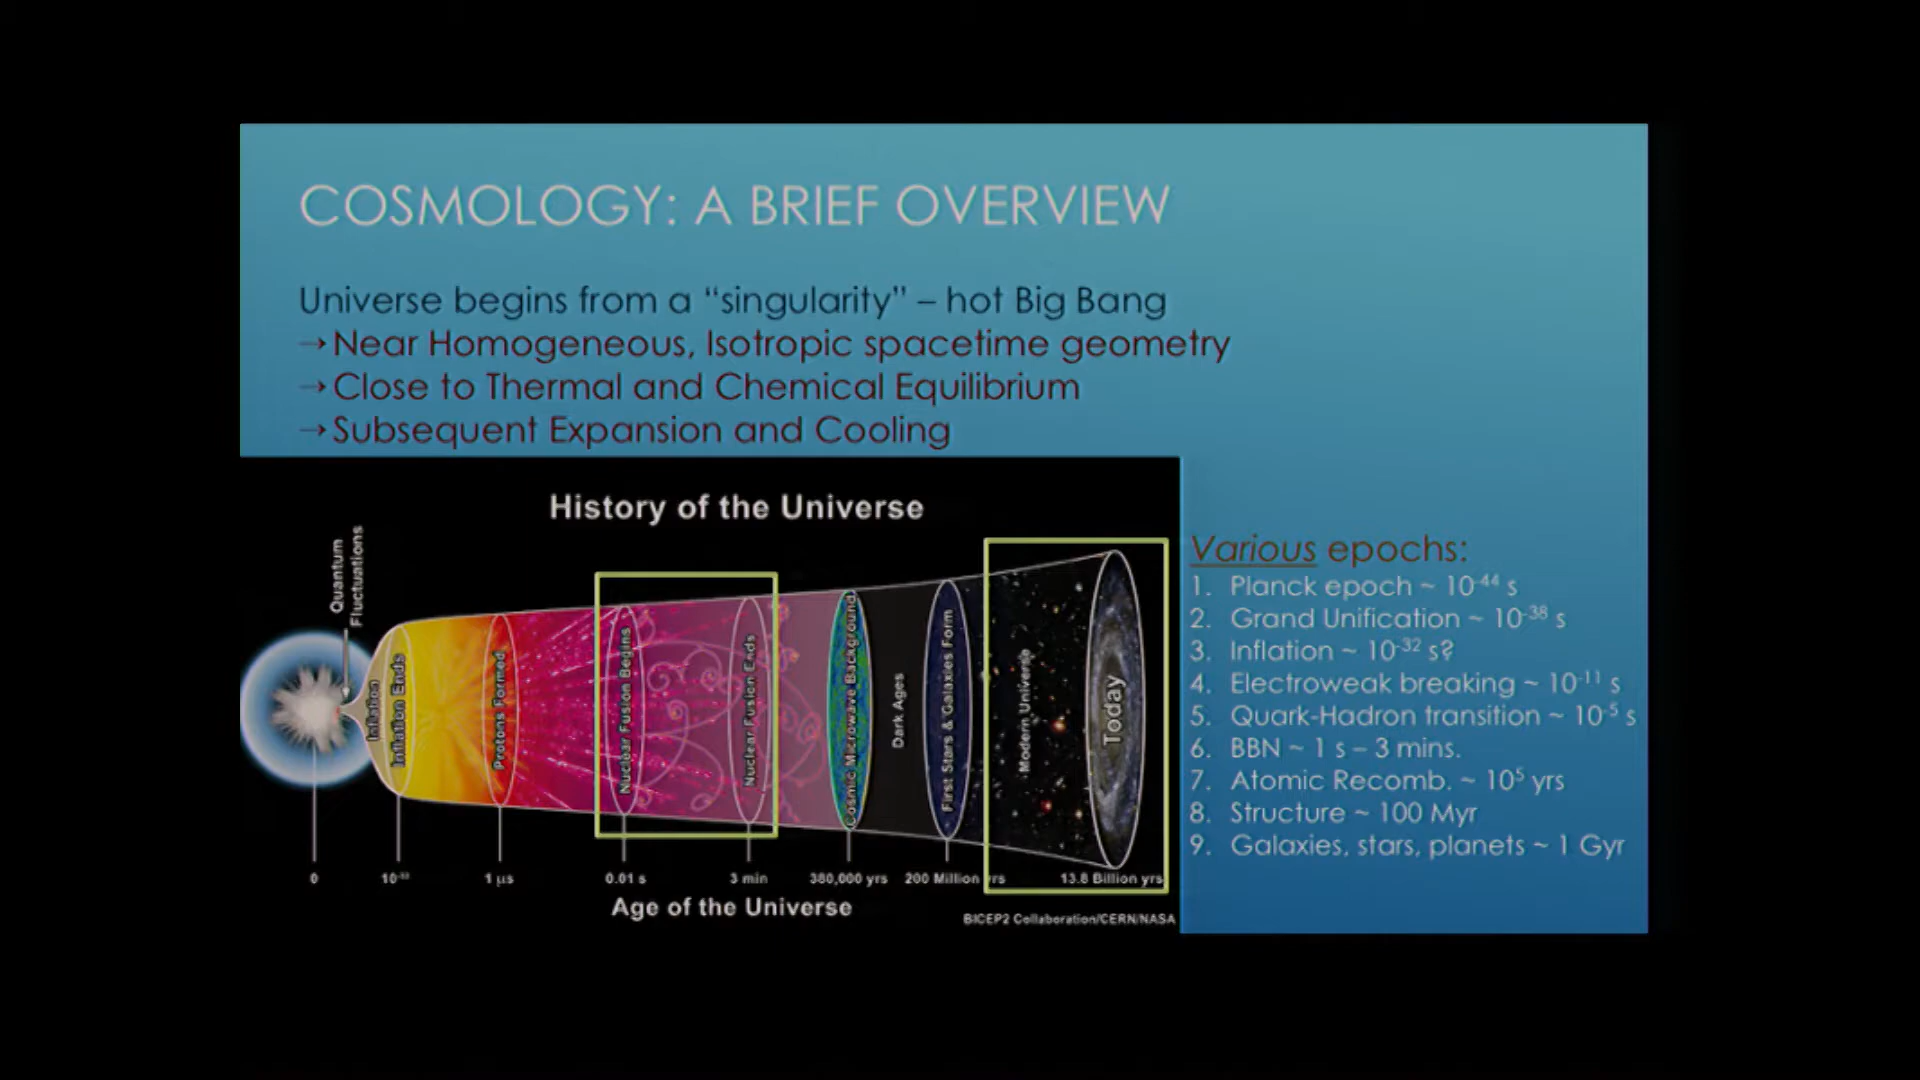 COSMOLOGY: A BRIEF OVERVIEW
Universe begins from a “singularity” – hot Big Bang
→Near Homogeneous, Isotropic spacetime geometry
→Close to Thermal and Chemical Equilibrium
→Subsequent Expansion and Cooling
History of the Universe
Quantum
Fluctuations
Inflation
Inflation Ends
Protons Formed
Nuclear Fusion Begins
Nuclear Fusion Ends
Cosmic Microwave Background
Dark Ages
First Stars & Galaxies Form
Modern Universe
Today
0
1 µs
0.01 s
3 min
380,000 yrs
200 Million yrs
13.8 Billion yrs
Age of the Universe
BICEP2 Collaboration/CERN/NASA
Various epochs:
1. Planck epoch ~ 10⁻⁴⁴ s
2. Grand Unification ~ 10⁻³⁸ s
3. Inflation ~ 10⁻³² s?
4. Electroweak breaking ~ 10⁻¹¹ s
5. Quark-Hadron transition ~ 10⁻⁵ s
6. BBN ~ 1 s – 3 mins.
7. Atomic Recomb. ~ 10⁵ yrs
8. Structure ~ 100 Myr
9. Galaxies, stars, planets ~ 1 Gyr